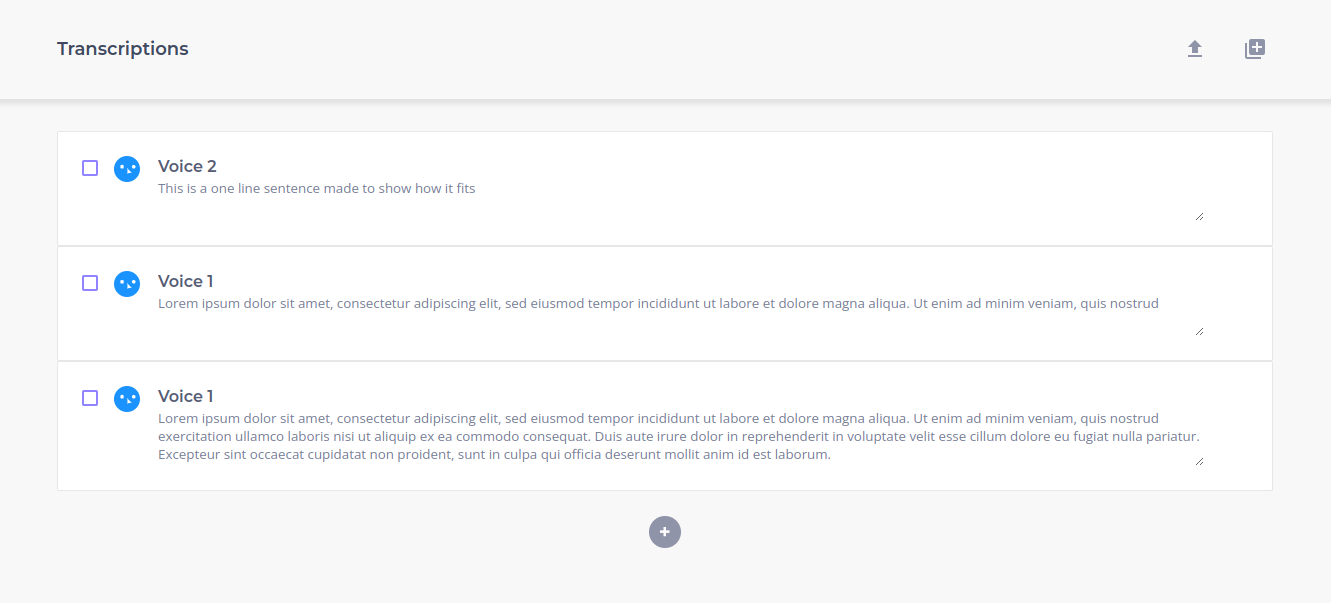 Transcriptions
Voice 2
This is a one line sentence made to show how it fits
Voice 1
Lorem ipsum dolor sit amet, consectetur adipiscing elit, sed eiusmod tempor incididunt ut labore et dolore magna aliqua. Ut enim ad minim veniam, quis nostrud
Voice 1
Lorem ipsum dolor sit amet, consectetur adipiscing elit, sed eiusmod tempor incididunt ut labore et dolore magna aliqua. Ut enim ad minim veniam, quis nostrud
exercitation ullamco laboris nisi ut aliquip ex ea commodo consequat. Duis aute irure dolor in reprehenderit in voluptate velit esse cillum dolore eu fugiat nulla pariatur.
Excepteur sint occaecat cupidatat non proident, sunt in culpa qui officia deserunt mollit anim id est laborum.